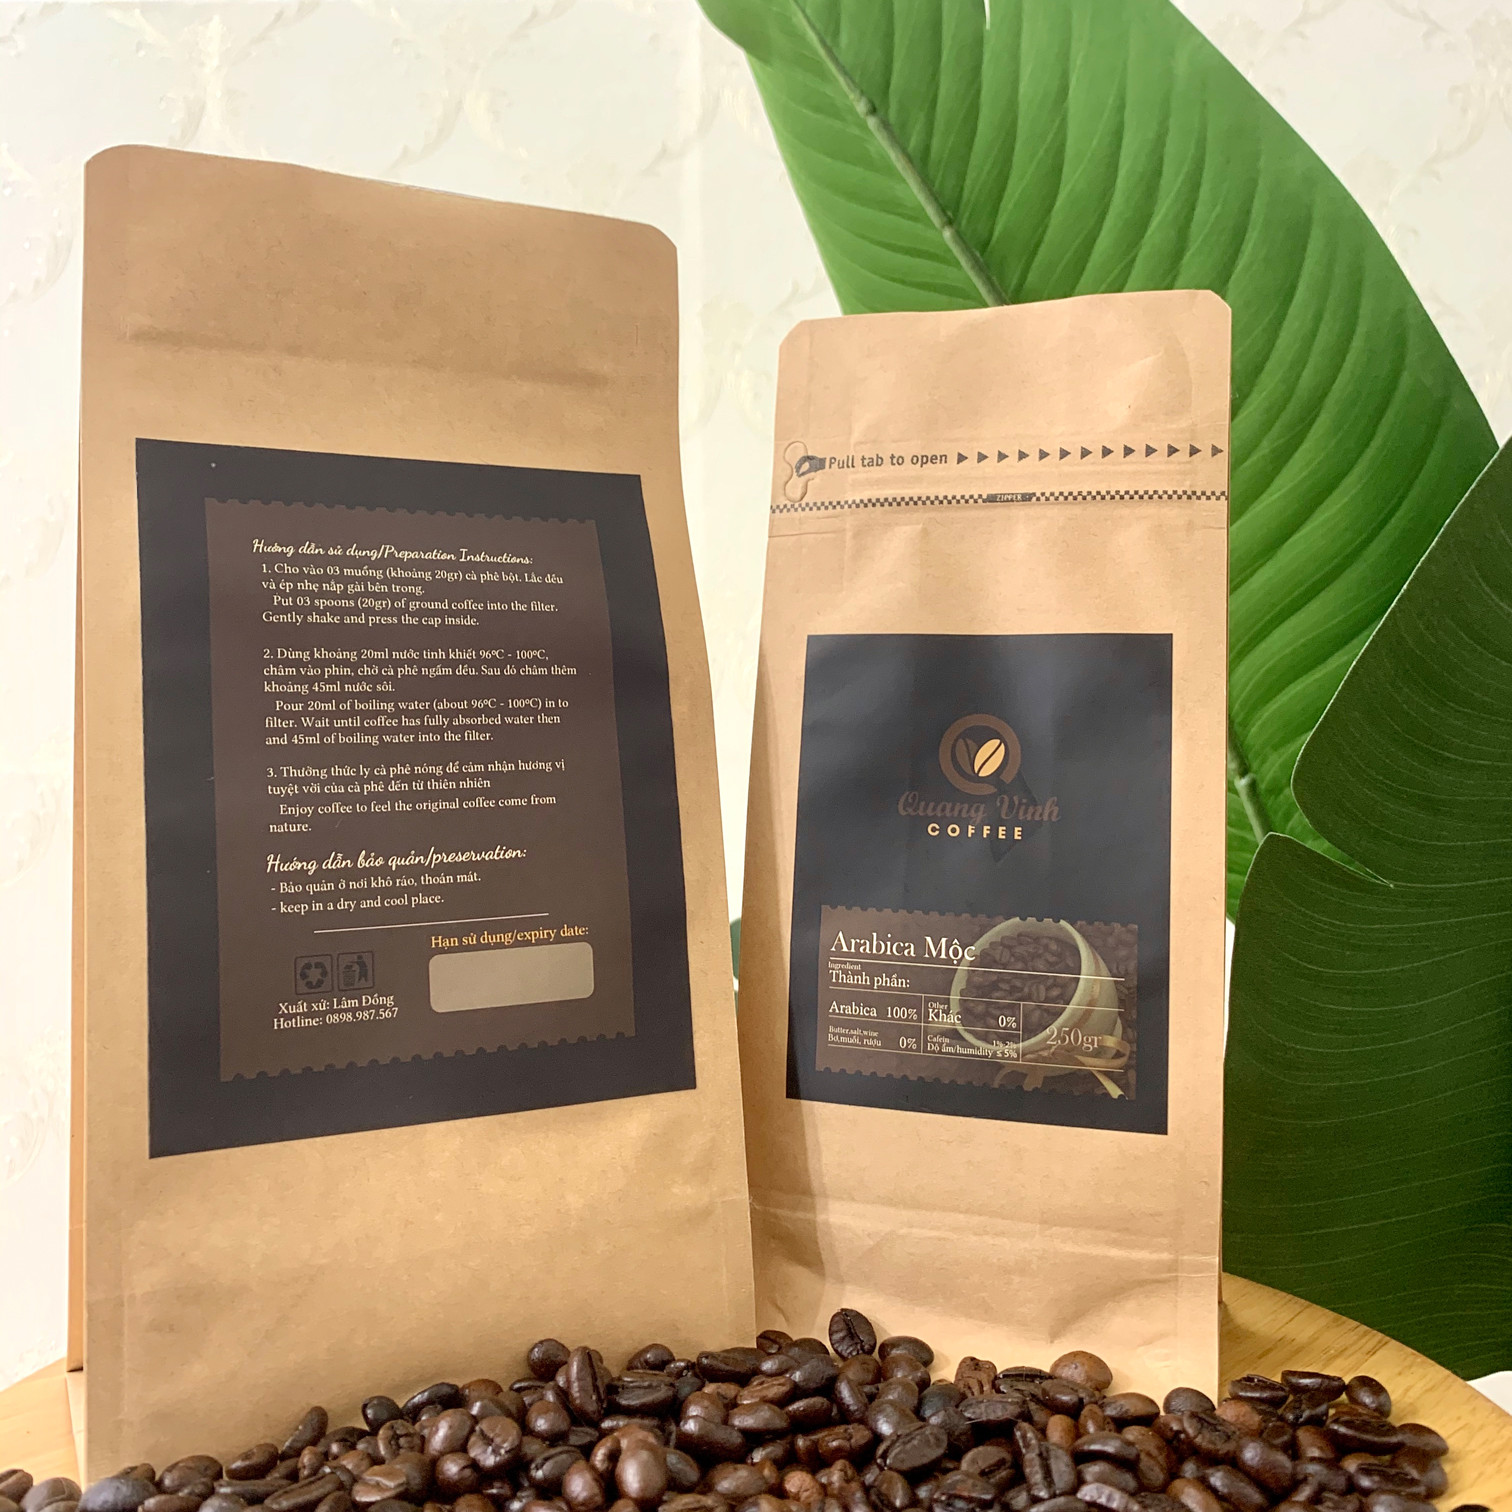 Hướng dẫn sử dụng/Preparation Instructions:
1. Cho vào 03 muỗng (khoảng 20gr) cà phê bột. Lắc đều
và ép nhẹ nắp gài bên trong.
Put 03 spoons (20gr) of ground coffee into the filter.
Gently shake and press the cap inside.
2. Dùng khoảng 20ml nước tinh khiết 96ºC - 100ºC,
châm vào phin, chờ cà phê ngấm đều. Sau đó châm thêm
khoảng 45ml nước sôi.
Pour 20ml of boiling water (about 96ºC - 100ºC) in to
filter. Wait until coffee has fully absorbed water then
and 45ml of boiling water into the filter.
3. Thưởng thức ly cà phê nóng để cảm nhận hương vị
tuyệt vời của cà phê đến từ thiên nhiên
Enjoy coffee to feel the original coffee come from
nature.
Hướng dẫn bảo quản/preservation:
- Bảo quản ở nơi khô ráo, thoán mát.
- keep in a dry and cool place.
Hạn sử dụng/expiry date:
Xuất xứ: Lâm Đồng
Hotline: 0898.987.567
Pull tab to open
ZIPPER
Quang Vinh
COFFEE
Arabica Mộc
Ingredient
Thành phần:
Arabica 100%
Other
Khác 0%
Butter,salt,wine
Bơ,muối, rượu 0%
Cafein 1%-2%
Độ ẩm/humidity ≤ 5%
250gr